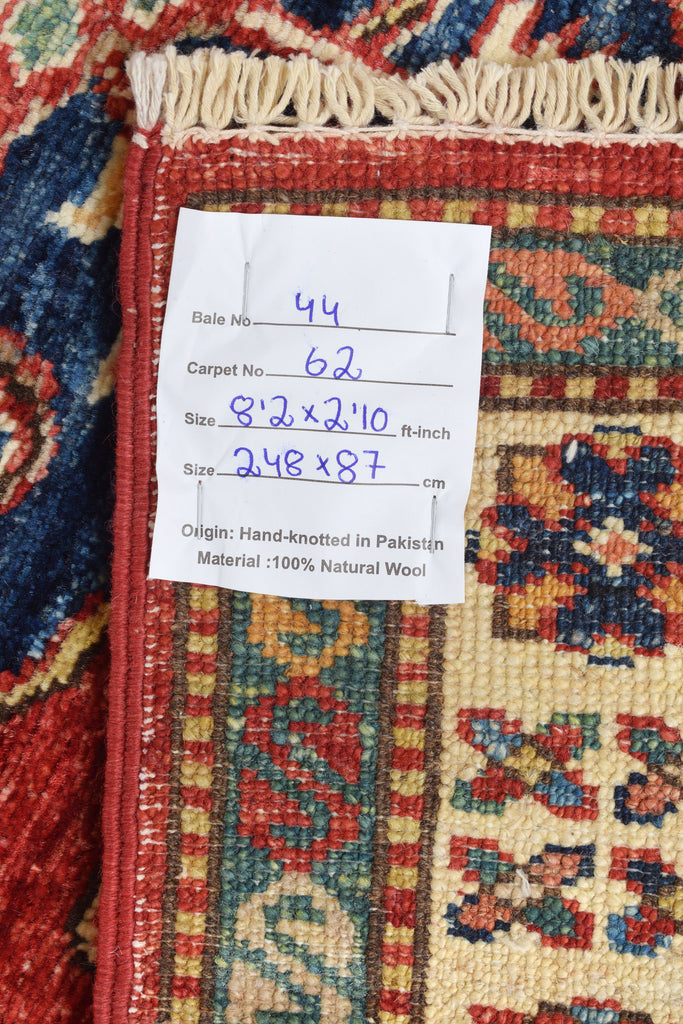 Bale No 44
Carpet No 62
Size 8'2 x 2'10 ft-inch
Size 248 x 87 cm
Origin: Hand-knotted in Pakistan
Material :100% Natural Wool